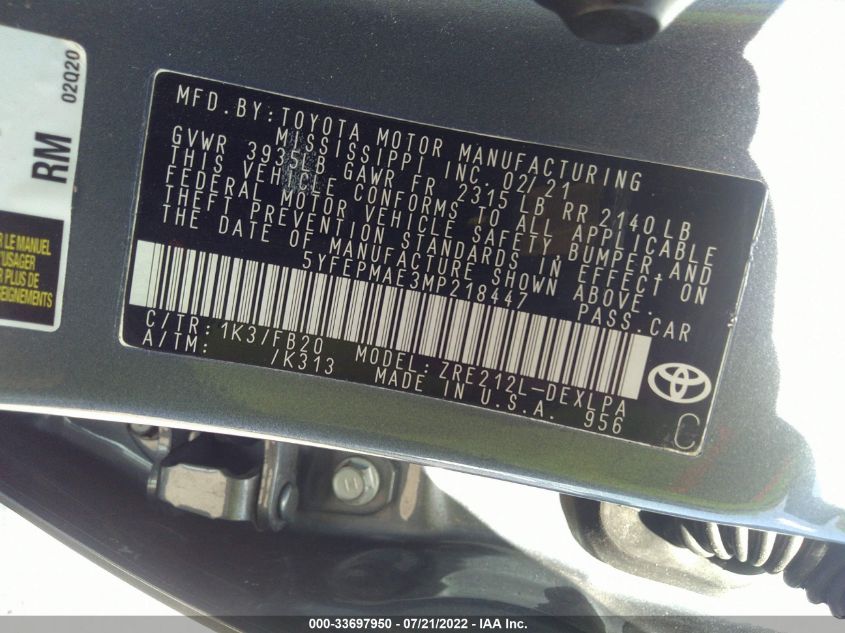 02Q20
RM
R LE MANUEL
'USAGER
R PLUS DE
EIGNEMENTS
MFD.BY:TOYOTA MOTOR MANUFACTURING
MISSISSIPPI, INC. 02/21
GVWR 3935LB GAWR FR 2315 LB RR 2140 LB
THIS VEHICLE CONFORMS TO ALL APPLICABLE
FEDERAL MOTOR VEHICLE SAFETY,BUMPER,AND
THEFT PREVENTION STANDARDS IN EFFECT ON
THE DATE OF MANUFACTURE SHOWN ABOVE.
5YFEPMAE3MP218447 PASS.CAR
C/TR: 1K3/FB20 MODEL: ZRE212L-DEXLPA
A/TM: /K313 MADE IN U.S.A. 956
C
000-33697950 - 07/21/2022 - IAA Inc.